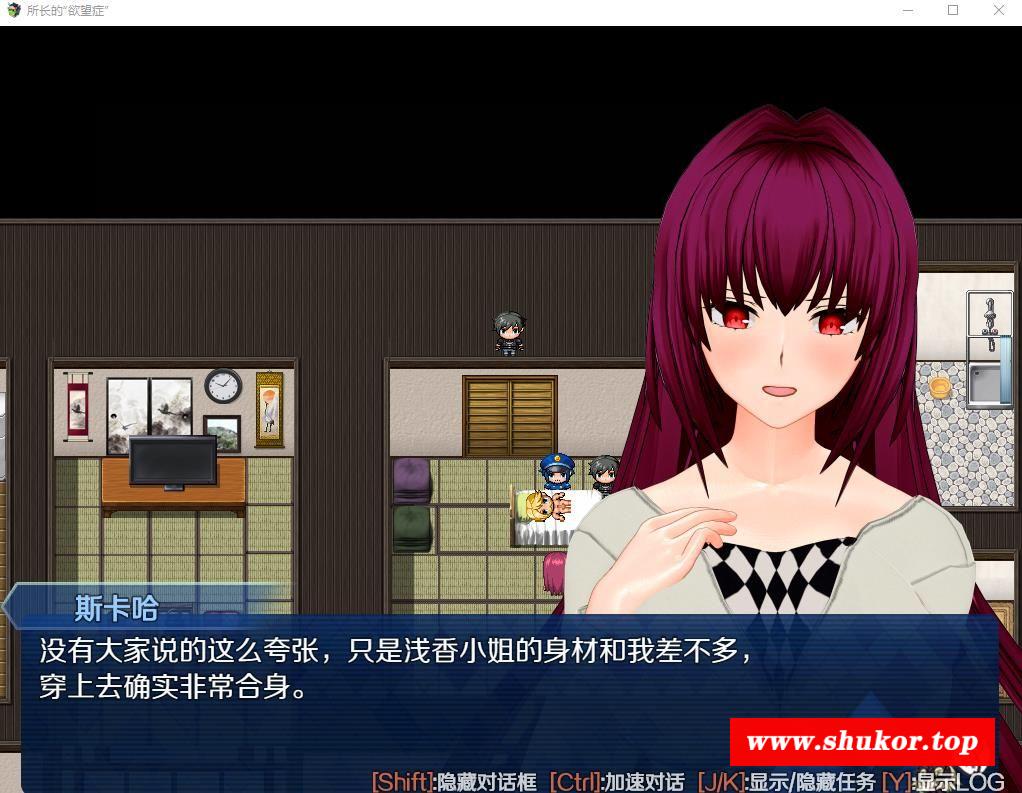 所长的“欲望症”
斯卡哈
没有大家说的这么夸张，只是浅香小姐的身材和我差不多，
穿上去确实非常合身。
www.shukor.top
[Shift]:隐藏对话框 [Ctrl]:加速对话 [J/K]:显示/隐藏任务 [Y]:显示LOG